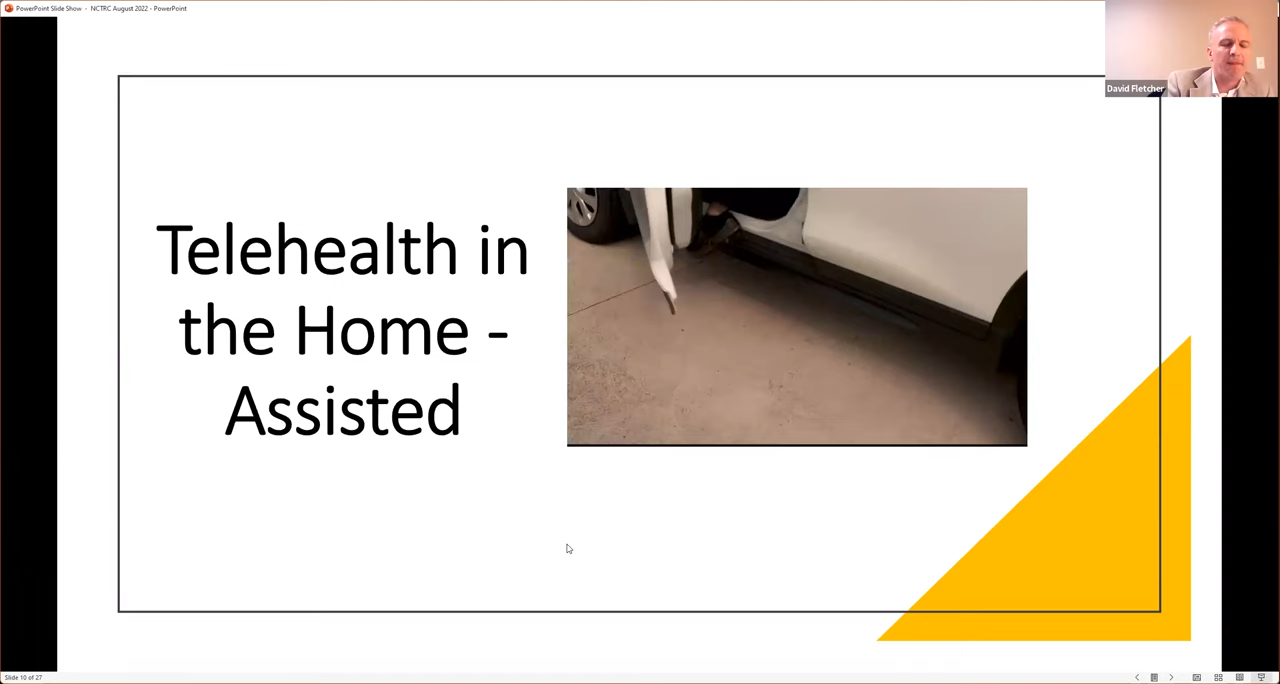 PowerPoint Slide Show - NCTRC August 2022 - PowerPoint
David Fletcher
Telehealth in
the Home -
Assisted
Slide 10 of 27